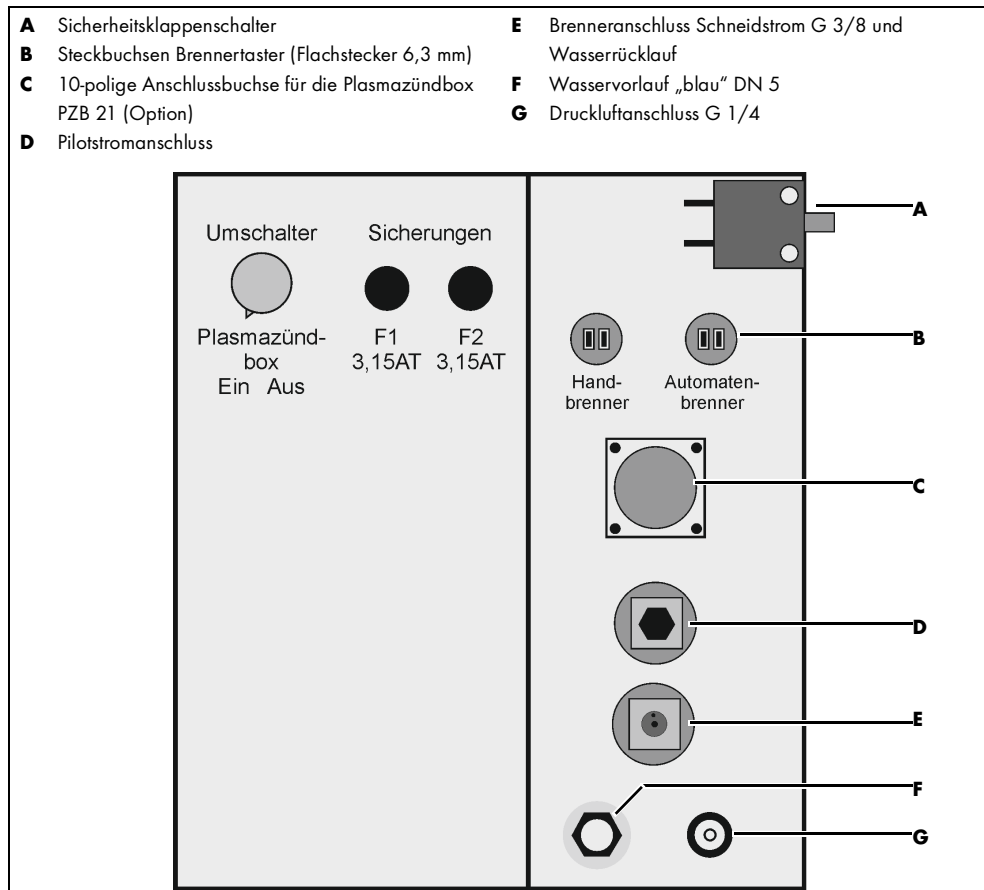 A Sicherheitsklappenschalter
B Steckbuchsen Brennertaster (Flachstecker 6,3 mm)
C 10-polige Anschlussbuchse für die Plasmazündbox
PZB 21 (Option)
D Pilotstromanschluss
E Brenneranschluss Schneidstrom G 3/8 und
Wasserrücklauf
F Wasservorlauf „blau“ DN 5
G Druckluftanschluss G 1/4
Umschalter
Sicherungen
Plasmazünd-
box
Ein Aus
F1
3,15AT
F2
3,15AT
Hand-
brenner
Automaten-
brenner
A
B
C
D
E
F
G